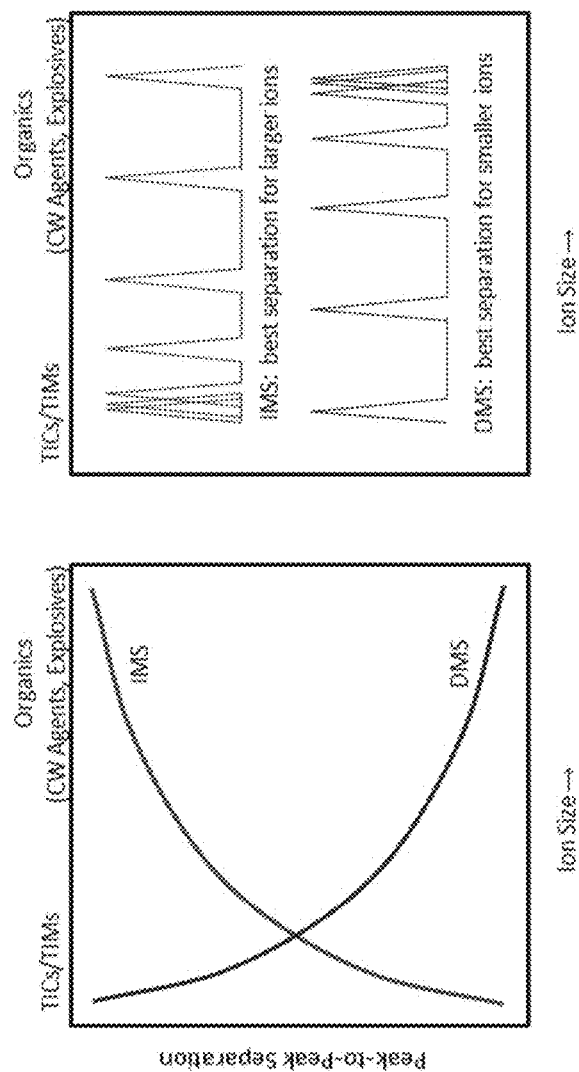 TICs/TIMs
Organics
(CW Agents, Explosives)
Peak-to-Peak Separation
IMS
DMS
Ion Size→
TICs/TIMs
Organics
(CW Agents, Explosives)
IMS: best separation for larger ions
DMS: best separation for smaller ions
Ion Size→